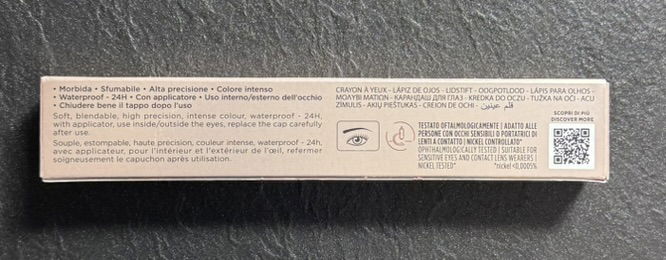 • Morbida • Sfumabile • Alta precisione • Colore intenso
• Waterproof - 24H • Con applicatore • Uso interno/esterno dell'occhio
• Chiudere bene il tappo dopo l'uso
Soft, blendable, high precision, intense colour, waterproof - 24H,
with applicator, use inside/outside the eyes, replace the cap carefully
after use.
Souple, estompable, haute precision, couleur intense, waterproof - 24h,
avec applicateur, pour l'intérieur et l'extérieur de l'œil, refermer
soigneusement le capuchon après utilisation.
CRAYON À YEUX - LÁPIZ DE OJOS - LIDSTIFT - OOGPOTLOOD - LÁPIS PARA OLHOS -
ΜΟΛΥΒΙ ΜΑΤΙΩΝ - КАРАНДАШ ДЛЯ ГЛАЗ - KREDKA DO OCZU - TUŽKA NA OČI - ACU
ZĪMULIS - AKIŲ PIEŠTUKAS - CREION DE OCHI - قلم عينين
TESTATO OFTALMOLOGICAMENTE | ADATTO ALLE
PERSONE CON OCCHI SENSIBILI O PORTATRICI DI
LENTI A CONTATTO | NICKEL CONTROLLATO*
OPHTHALMOLOGICALLY TESTED | SUITABLE FOR
SENSITIVE EYES AND CONTACT LENS WEARERS |
NICKEL TESTED* *nickel <0,0005%
SCOPRI DI PIÙ
DISCOVER MORE